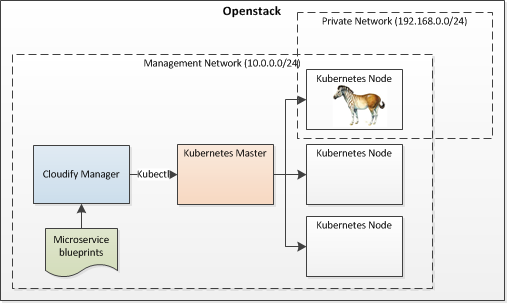 Openstack
Private Network (192.168.0.0/24)
Management Network (10.0.0.0/24)
Kubernetes Node
Kubernetes Master
Kubernetes Node
Cloudify Manager
Kubectl
Kubernetes Node
Microservice
blueprints